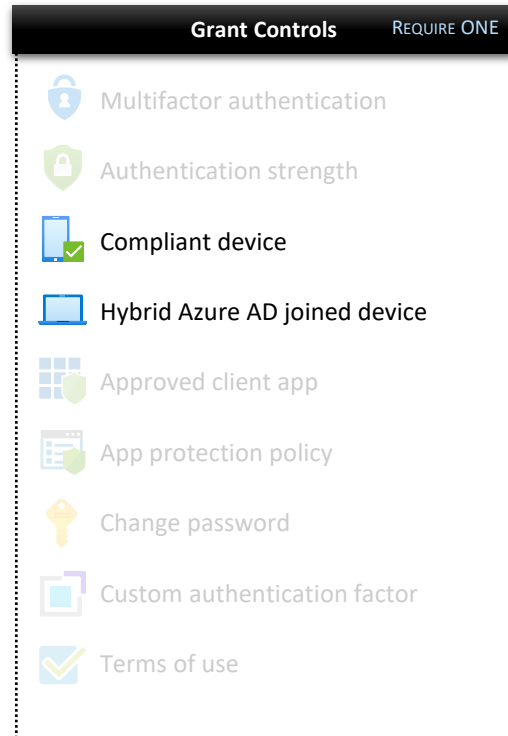 Grant Controls REQUIRE ONE
Multifactor authentication
Authentication strength
Compliant device
Hybrid Azure AD joined device
Approved client app
App protection policy
Change password
Custom authentication factor
Terms of use